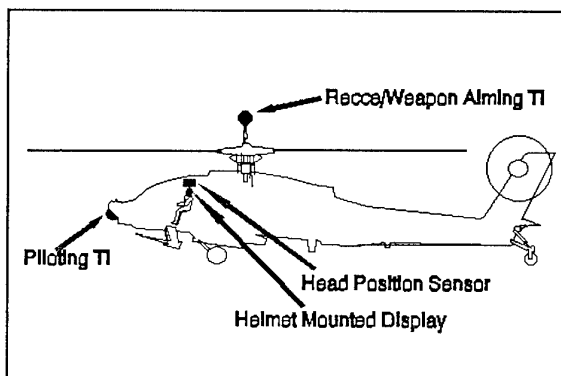 Recce/Weapon Aiming TI
Piloting TI
Head Position Sensor
Helmet Mounted Display